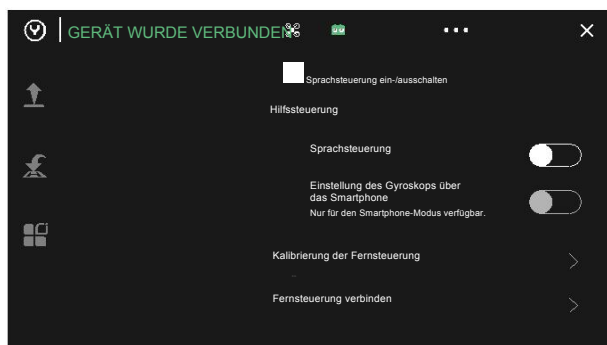 GERÄT WURDE VERBUNDEN
Sprachsteuerung ein-/ausschalten
Hilfssteuerung
Sprachsteuerung
Einstellung des Gyroskops über
das Smartphone
Nur für den Smartphone-Modus verfügbar.
Kalibrierung der Fernsteuerung
Fernsteuerung verbinden